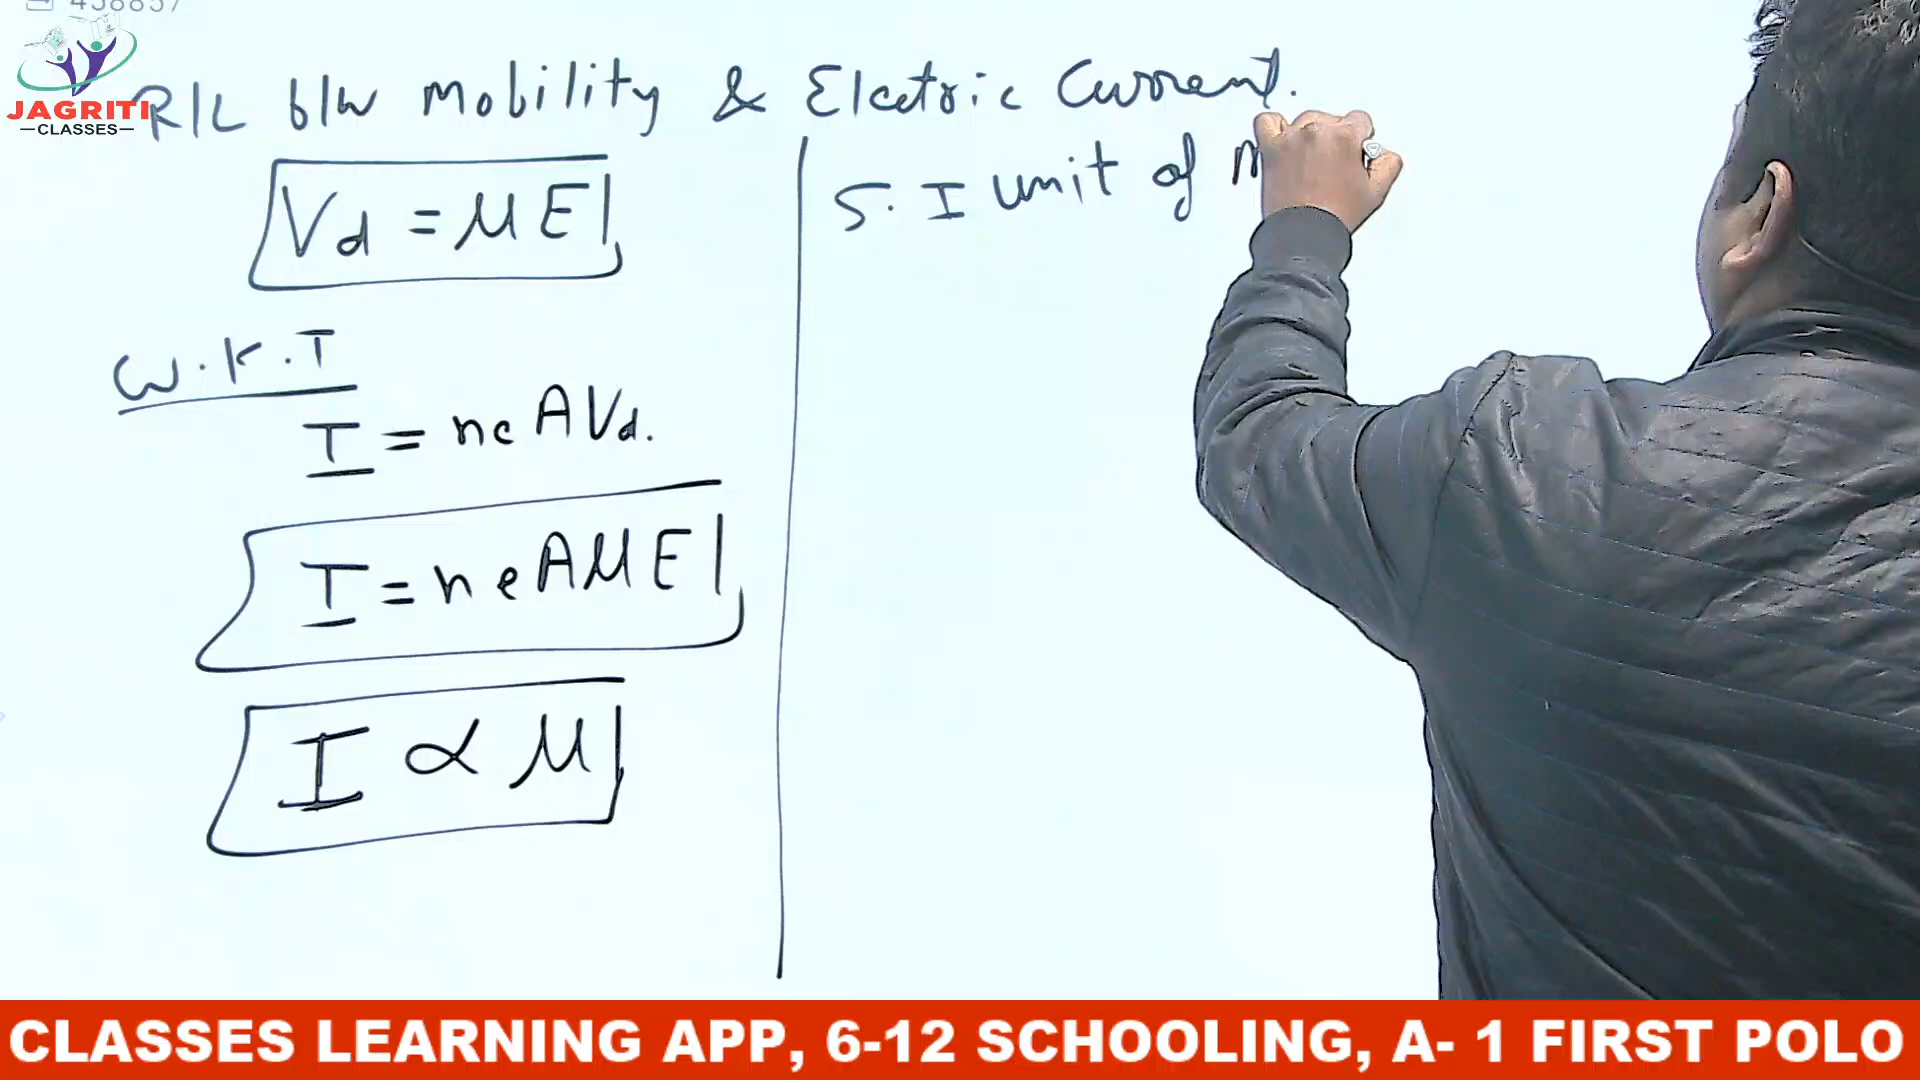 JAGRITI
CLASSES
R/L b/w Mobility & Electric Current.
Vd = μE
W.K.T
I = neAVd.
I = neAμE
I ∝ μ
S.I unit of
CLASSES LEARNING APP, 6-12 SCHOOLING, A- 1 FIRST POLO